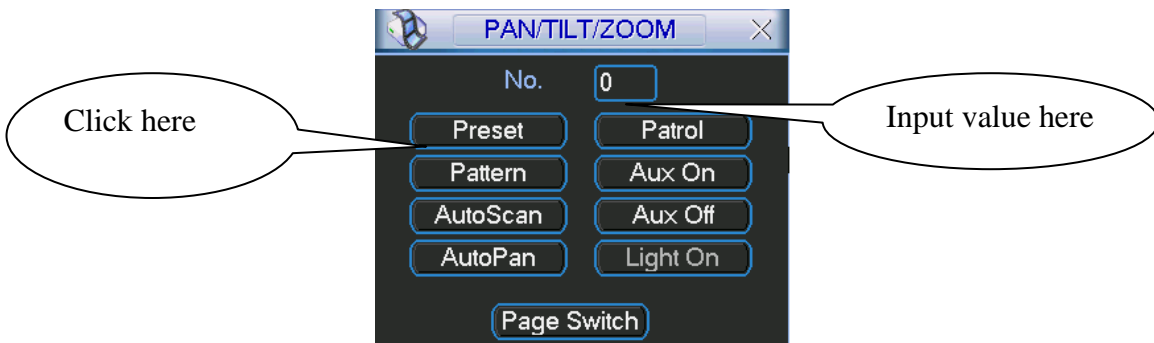 PAN/TILT/ZOOM
No. 0
Click here
Input value here
Preset Patrol
Pattern Aux On
AutoScan Aux Off
AutoPan Light On
Page Switch